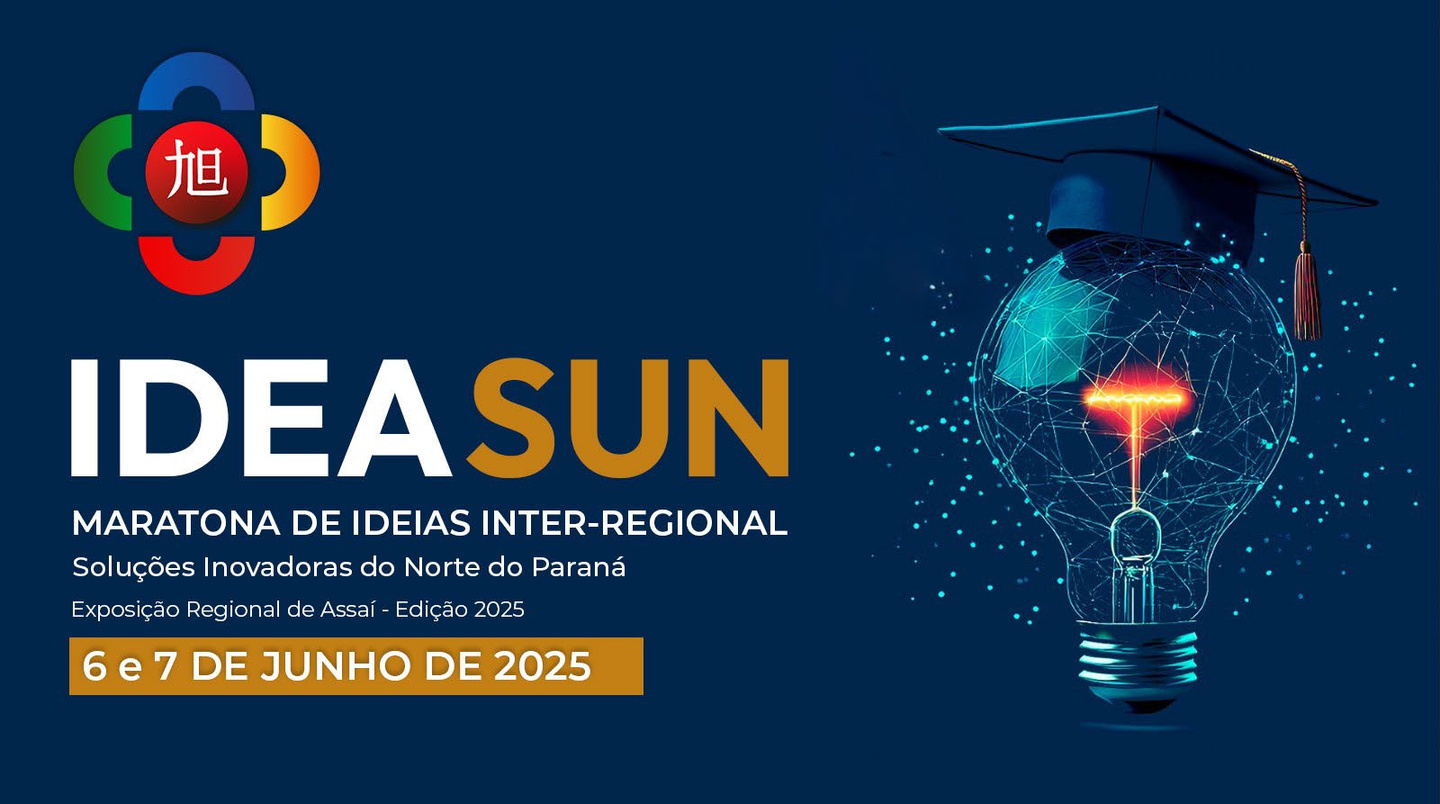 旭
IDEASUN
MARATONA DE IDEIAS INTER-REGIONAL
Soluções Inovadoras do Norte do Paraná
Exposição Regional de Assaí - Edição 2025
6 e 7 DE JUNHO DE 2025